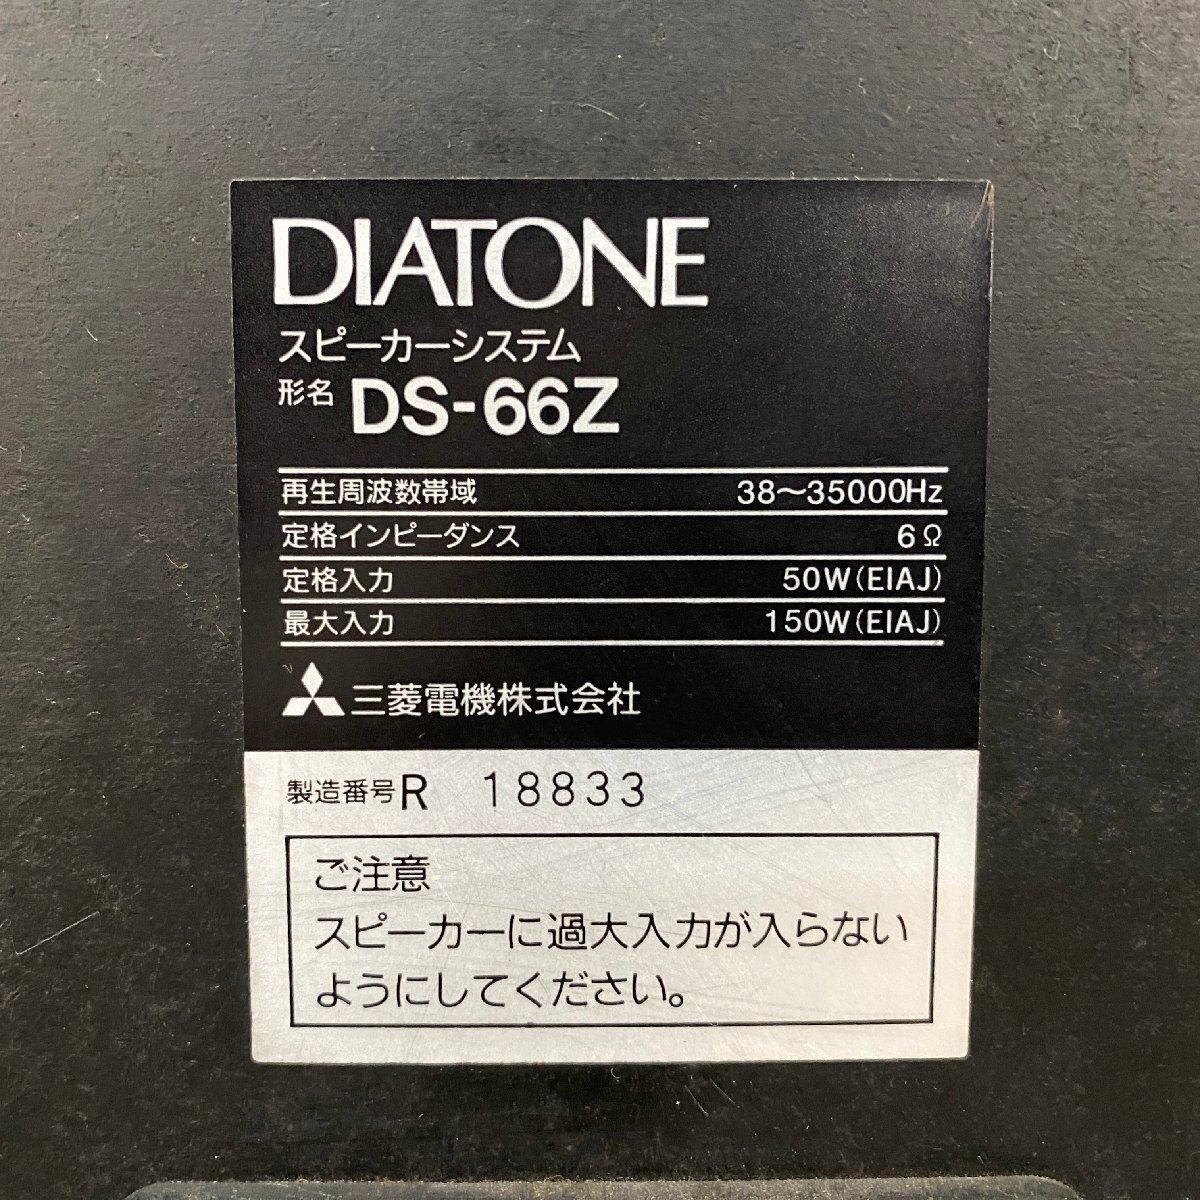 DIATONE
スピーカーシステム
形名 DS-66Z
再生周波数帯域 38～35000Hz
定格インピーダンス 6Ω
定格入力 50W(EIAJ)
最大入力 150W(EIAJ)
三菱電機株式会社
製造番号 R 18833
ご注意
スピーカーに過大入力が入らない
ようにしてください。